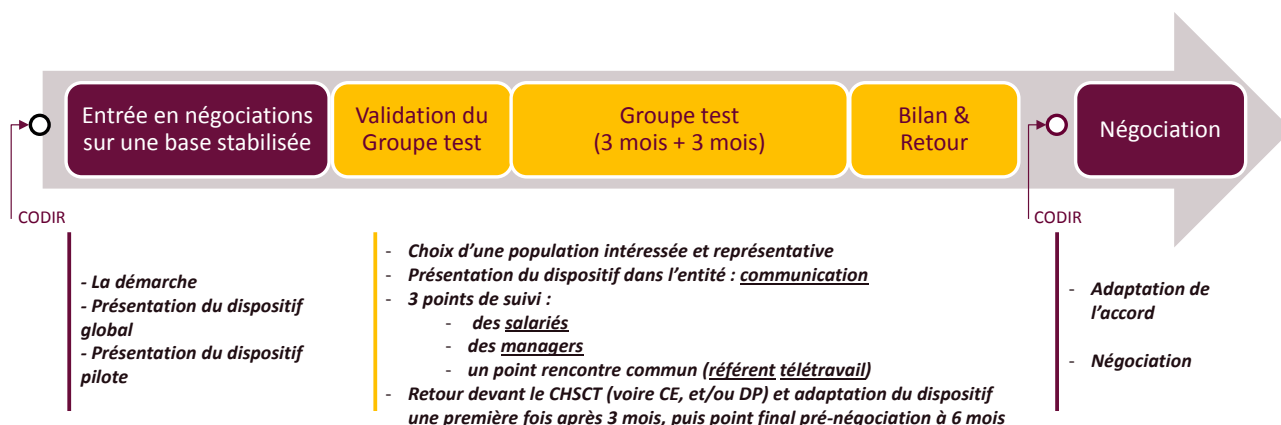 Entrée en négociations
sur une base stabilisée
Validation du
Groupe test
Groupe test
(3 mois + 3 mois)
Bilan &
Retour
Négociation
CODIR
CODIR
- La démarche
- Présentation du dispositif
global
- Présentation du dispositif
pilote
- Choix d’une population intéressée et représentative
- Présentation du dispositif dans l’entité : communication
- 3 points de suivi :
- des salariés
- des managers
- un point rencontre commun (référent télétravail)
- Retour devant le CHSCT (voire CE, et/ou DP) et adaptation du dispositif
une première fois après 3 mois, puis point final pré-négociation à 6 mois
- Adaptation de
l’accord
- Négociation